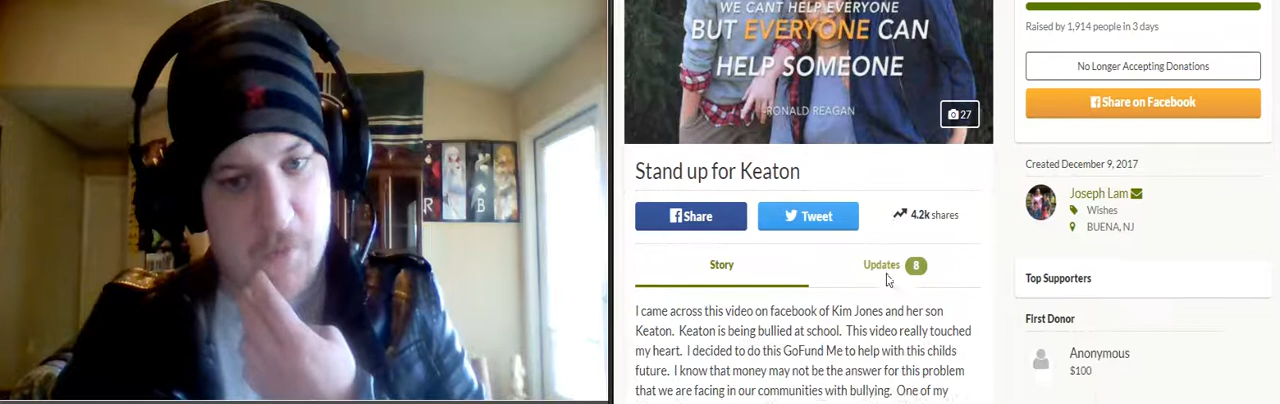 WE CANT HELP EVERYONE
BUT EVERYONE CAN
HELP SOMEONE
-RONALD REAGAN
27
Stand up for Keaton
Share
Tweet
4.2k shares
Story
Updates 8
I came across this video on facebook of Kim Jones and her son
Keaton. Keaton is being bullied at school. This video really touched
my heart. I decided to do this GoFund Me to help with this childs
future. I know that money may not be the answer for this problem
that we are facing in our communities with bullying. One of my
Raised by 1,914 people in 3 days
No Longer Accepting Donations
Share on Facebook
Created December 9, 2017
Joseph Lam
Wishes
BUENA, NJ
Top Supporters
First Donor
Anonymous
$100
R B